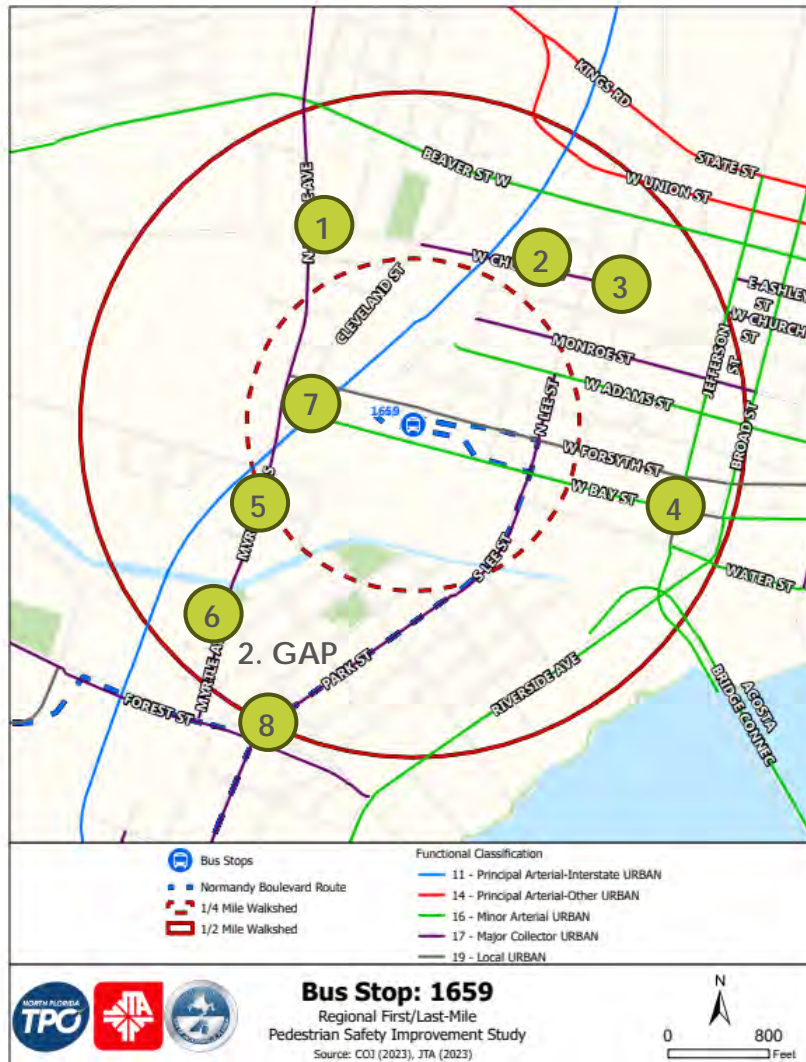 KINGS RD
STATE ST
W UNION ST
BEAVER ST W
1
2
3
E ASHLEY
ST
W CHURCH
ST
CLEVELAND ST
MONROE ST
JEFFERSON
ST
W ADAMS ST
N LEE ST
BROAD ST
7
1659
W FORSYTH ST
5
W BAY ST
4
S LEE ST
WATER ST
6
2. GAP
PARK ST
MYRTLE AV
RIVERSIDE AVE
ACOSTA
BRIDGE CONNEC
FOREST ST
8
Bus Stops
Normandy Boulevard Route
1/4 Mile Walkshed
1/2 Mile Walkshed
Functional Classification
11 - Principal Arterial-Interstate URBAN
14 - Principal Arterial-Other URBAN
16 - Minor Arterial URBAN
17 - Major Collector URBAN
19 - Local URBAN
NORTH FLORIDA
TPO
JTA
Bus Stop: 1659
Regional First/Last-Mile
Pedestrian Safety Improvement Study
Source: COJ (2023), JTA (2023)
N
0 800
Feet